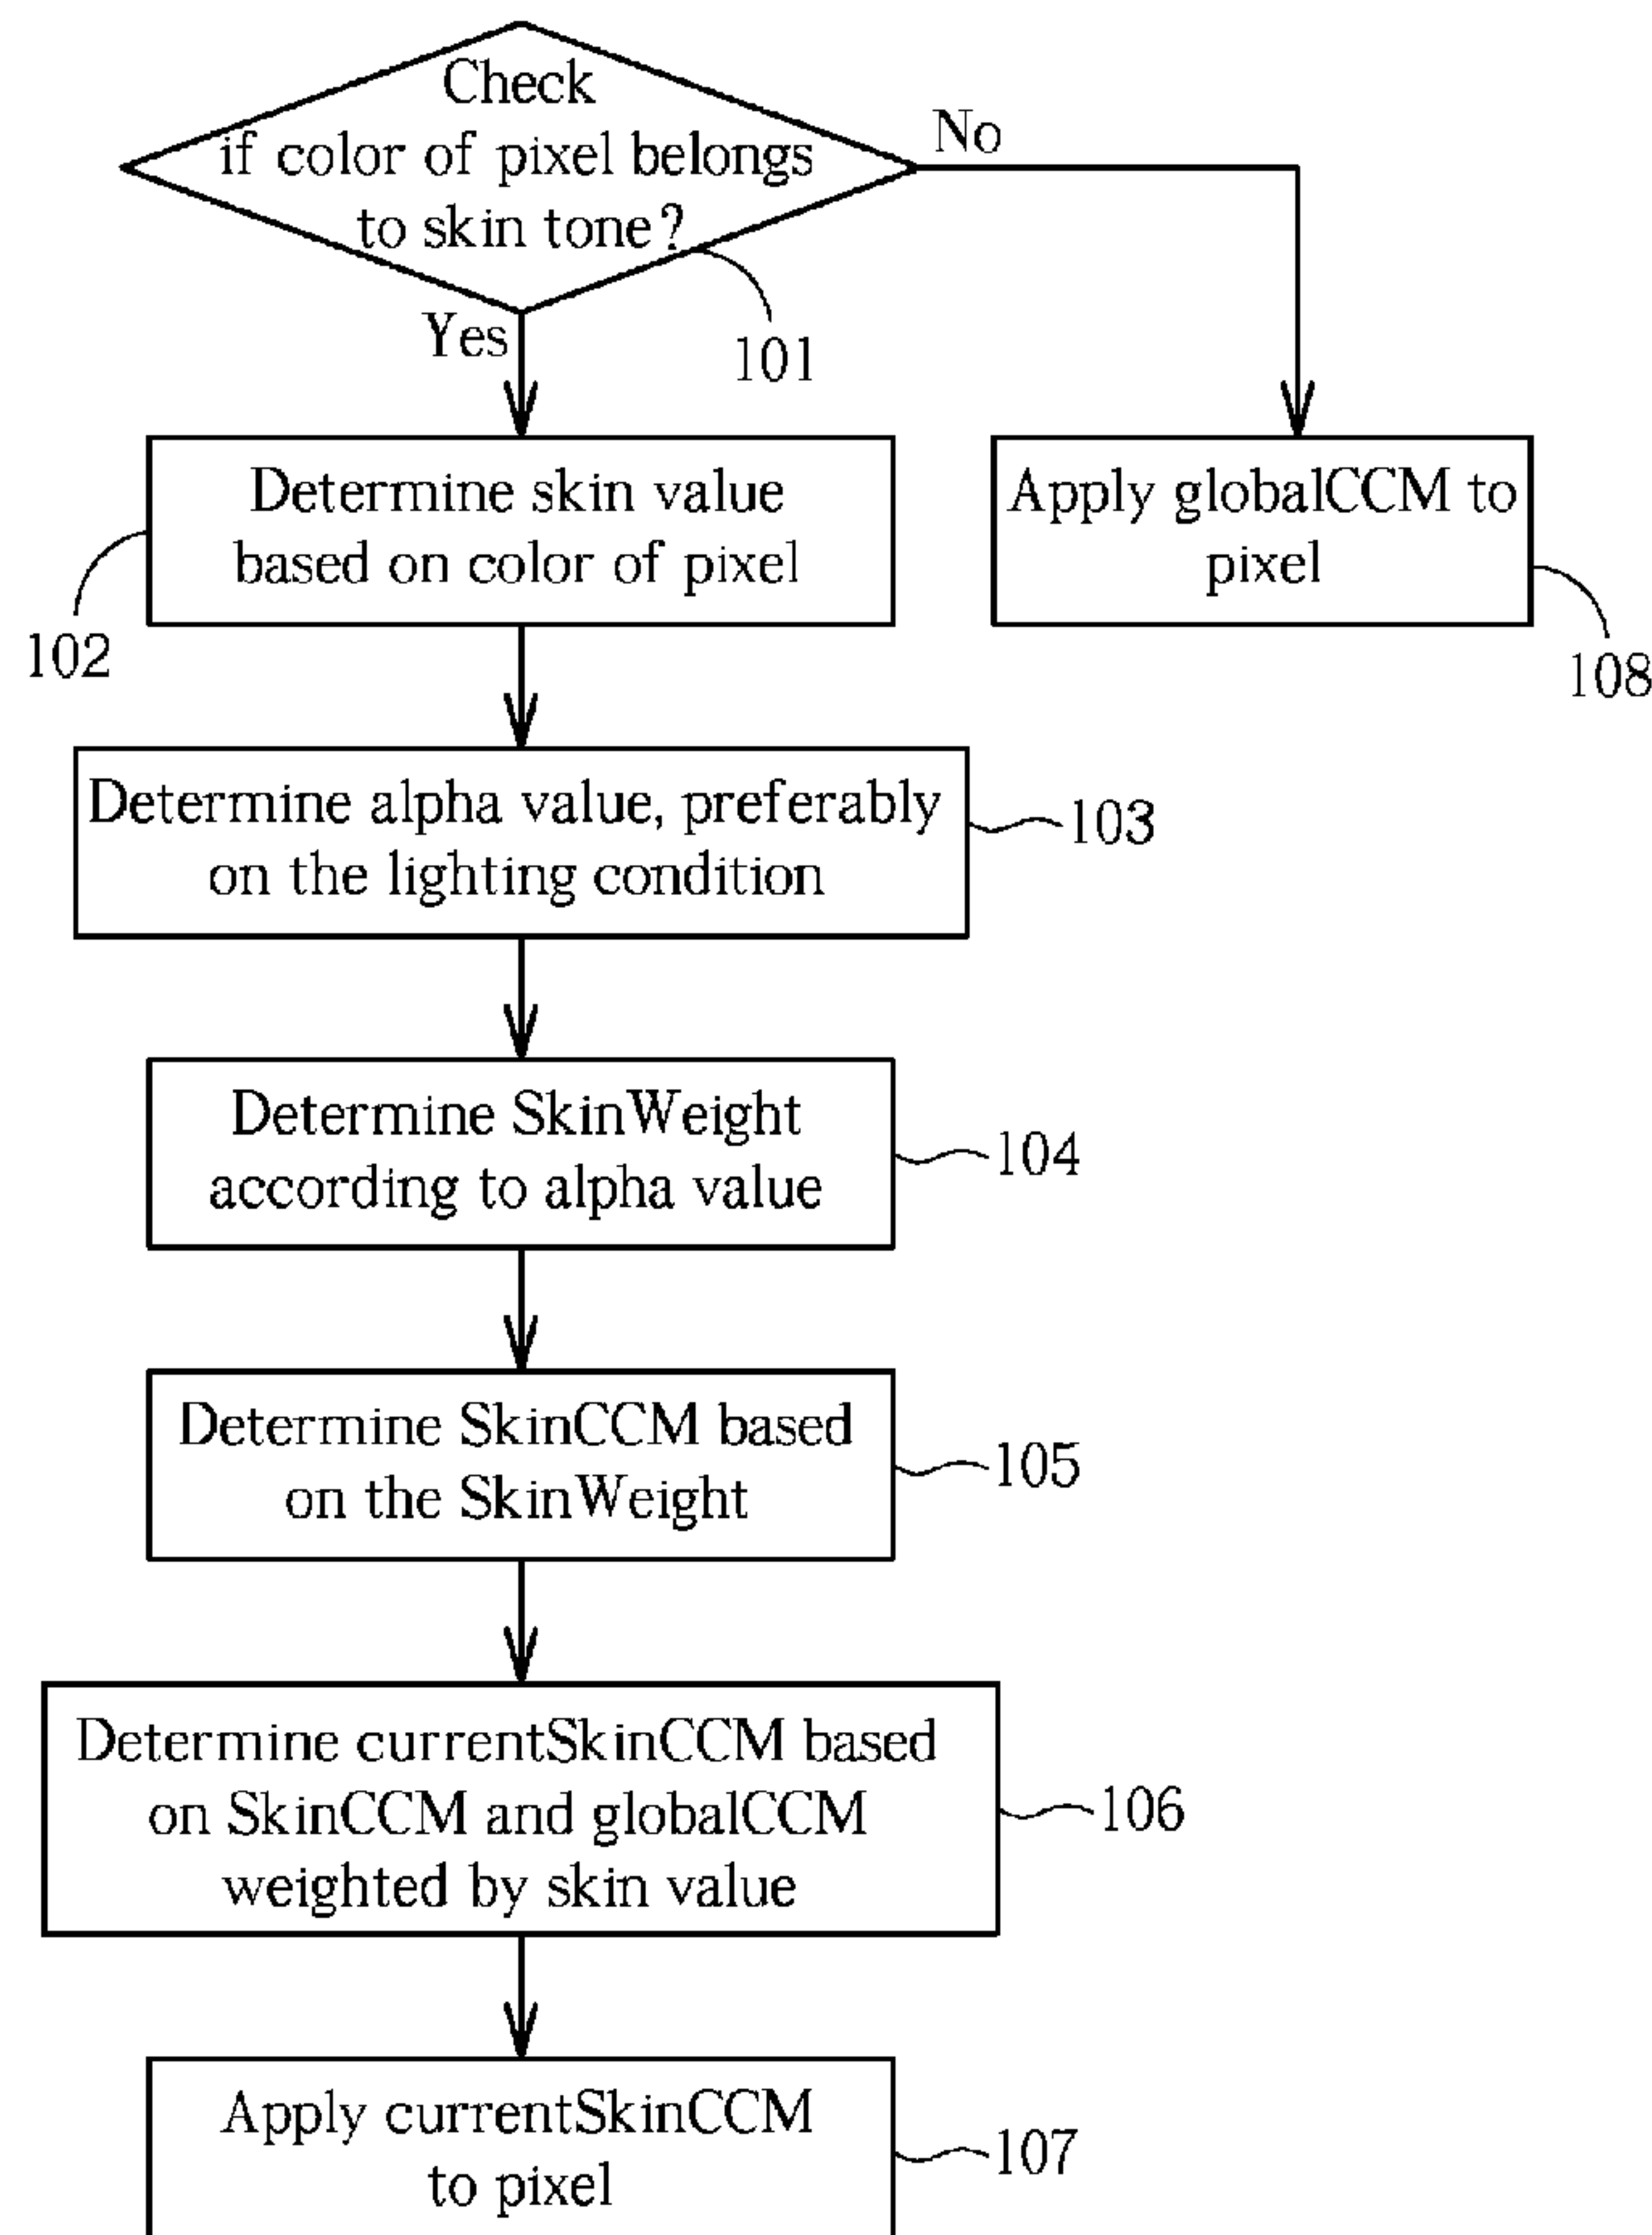 Check
if color of pixel belongs
to skin tone?
No
Yes
101
Determine skin value
based on color of pixel
102
Apply globalCCM to
pixel
108
Determine alpha value, preferably
on the lighting condition
103
Determine SkinWeight
according to alpha value
104
Determine SkinCCM based
on the SkinWeight
105
Determine currentSkinCCM based
on SkinCCM and globalCCM
weighted by skin value
106
Apply currentSkinCCM
to pixel
107